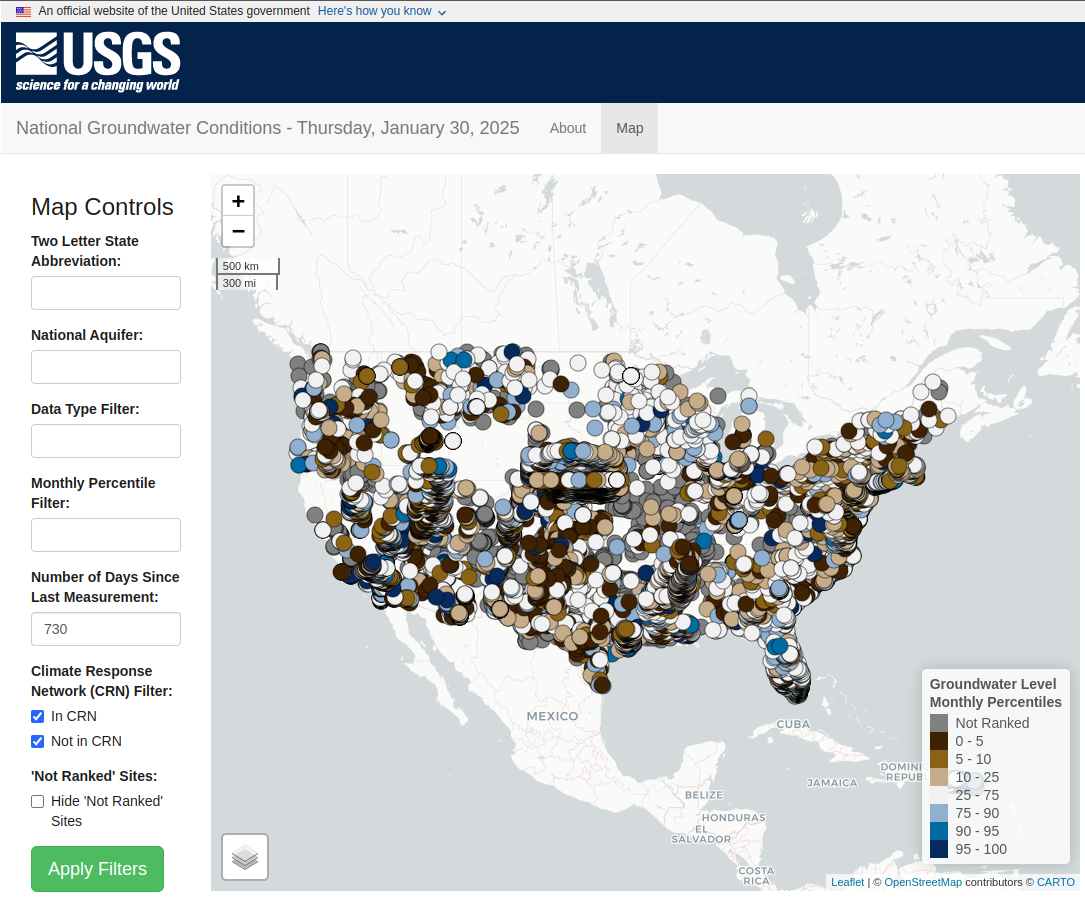 An official website of the United States government Here's how you know
USGS
science for a changing world
National Groundwater Conditions - Thursday, January 30, 2025 About Map
Map Controls
Two Letter State
Abbreviation:
National Aquifer:
Data Type Filter:
Monthly Percentile
Filter:
Number of Days Since
Last Measurement:
730
Climate Response
Network (CRN) Filter:
In CRN
Not in CRN
'Not Ranked' Sites:
Hide 'Not Ranked'
Sites
Apply Filters
+
−
500 km
300 mi
MEXICO
CUBA
JAMAICA
BELIZE
HONDURAS
EL
SALVADOR
COSTA
RICA
Groundwater Level
Monthly Percentiles
Not Ranked
0 - 5
5 - 10
10 - 25
25 - 75
75 - 90
90 - 95
95 - 100
Leaflet | © OpenStreetMap contributors © CARTO